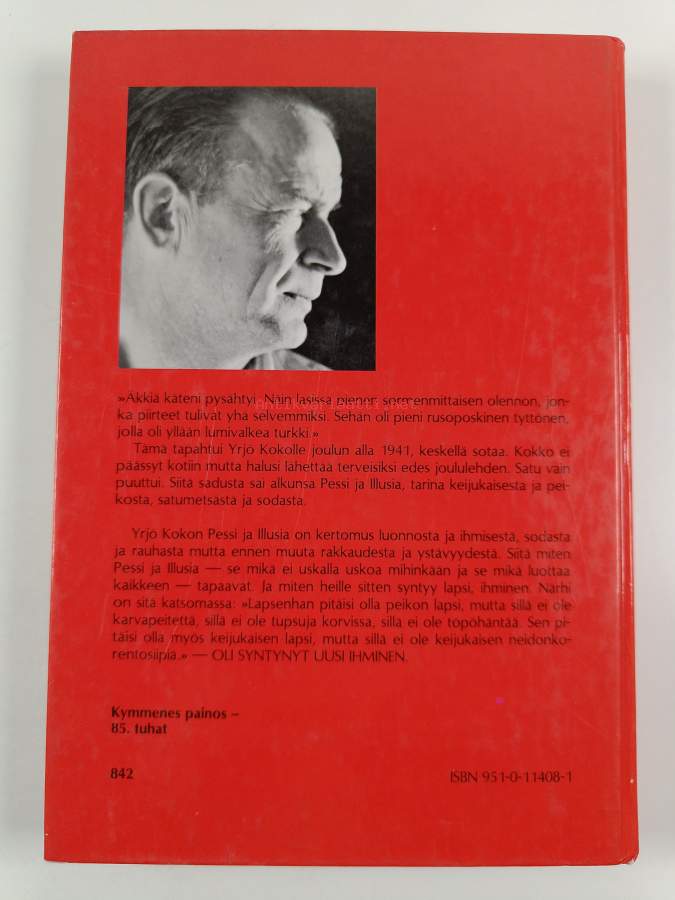 »Äkkiä käteni pysähtyi. Näin lasissa pienen sormenmittaisen olennon, jon-
ka piirteet tulivat yhä selvemmiksi. Sehän oli pieni rusoposkinen tyttönen,
jolla oli yllään lumivalkea turkki.»
Tämä tapahtui Yrjö Kokolle joulun alla 1941, keskellä sotaa. Kokko ei
päässyt kotiin mutta halusi lähettää terveisiksi edes joululehden. Satu vain
puuttui. Siitä sadusta sai alkunsa Pessi ja Illusia, tarina keijukaisesta ja pei-
kosta, satumetsästä ja sodasta.
Yrjö Kokon Pessi ja Illusia on kertomus luonnosta ja ihmisestä, sodasta
ja rauhasta mutta ennen muuta rakkaudesta ja ystävyydestä. Siitä miten
Pessi ja Illusia — se mikä ei uskalla uskoa mihinkään ja se mikä luottaa
kaikkeen — tapaavat. Ja miten heille sitten syntyy lapsi, ihminen. Närhi
on sitä katsomassa: »Lapsenhan pitäisi olla peikon lapsi, mutta sillä ei ole
karvapeitettä, sillä ei ole tupsuja korvissa, sillä ei ole töpöhäntää. Sen pi-
täisi olla myös keijukaisen lapsi, mutta sillä ei ole keijukaisen neidonko-
rentosiipiä.» — OLI SYNTYNYT UUSI IHMINEN.
Kymmenes painos –
85. tuhat
842
ISBN 951-0-11408-1